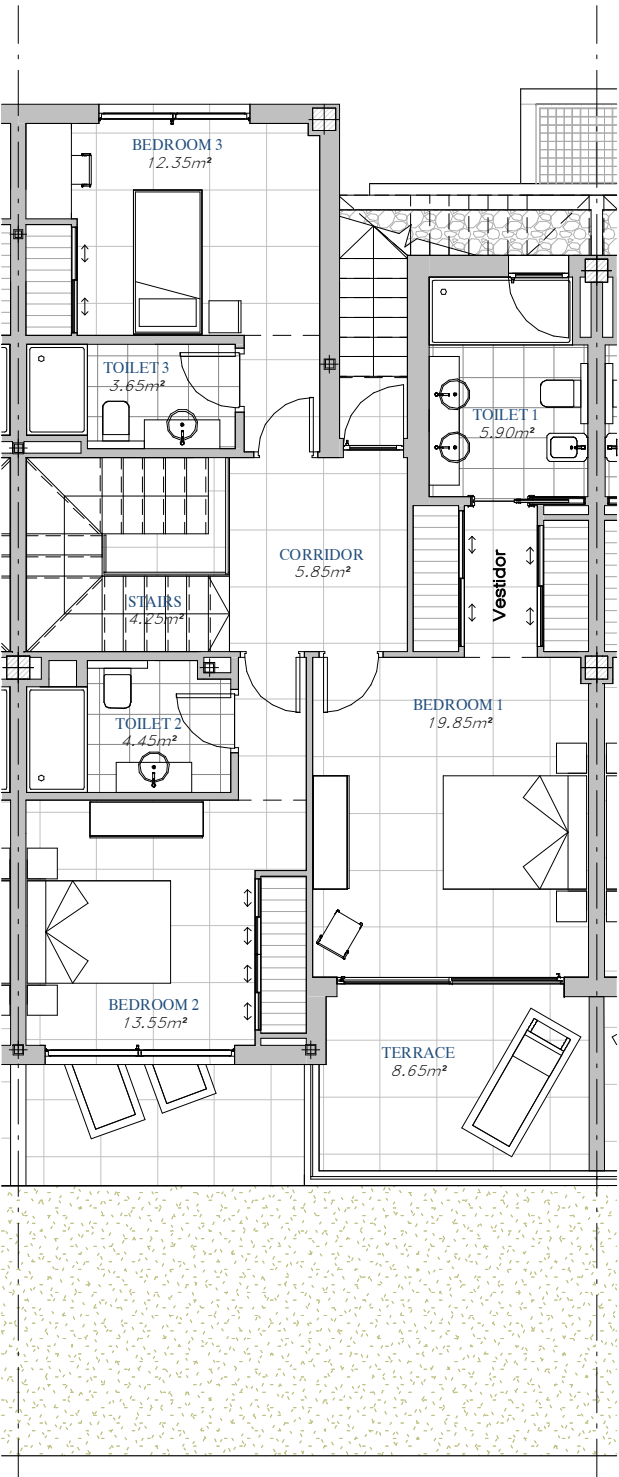 BEDROOM 3
12.35m²
TOILET 3
3.65m²
TOILET 1
5.90m²
CORRIDOR
5.85m²
Vestidor
STAIRS
4.25m²
BEDROOM 1
19.85m²
TOILET 2
4.45m²
BEDROOM 2
13.55m²
TERRACE
8.65m²